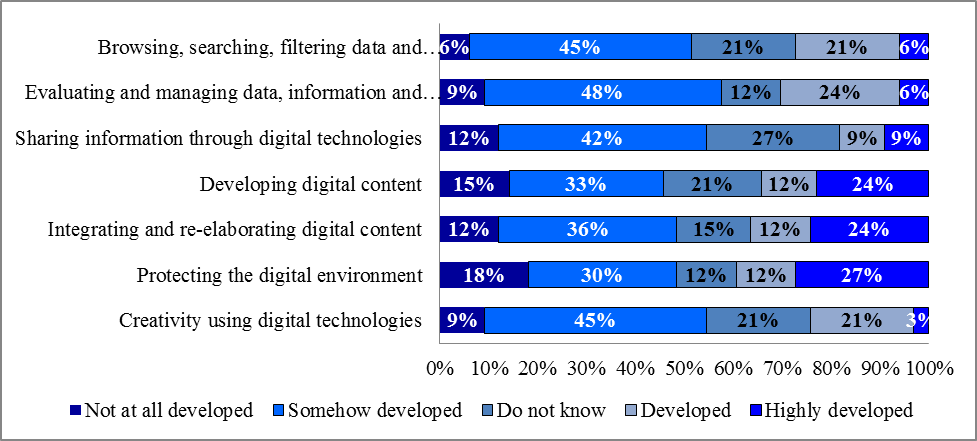 Browsing, searching, filtering data and… 6% 45% 21% 21% 6%
Evaluating and managing data, information and… 9% 48% 12% 24% 6%
Sharing information through digital technologies 12% 42% 27% 9% 9%
Developing digital content 15% 33% 21% 12% 24%
Integrating and re-elaborating digital content 12% 36% 15% 12% 24%
Protecting the digital environment 18% 30% 12% 12% 27%
Creativity using digital technologies 9% 45% 21% 21% 3%
0% 10% 20% 30% 40% 50% 60% 70% 80% 90% 100%
Not at all developed Somehow developed Do not know Developed Highly developed